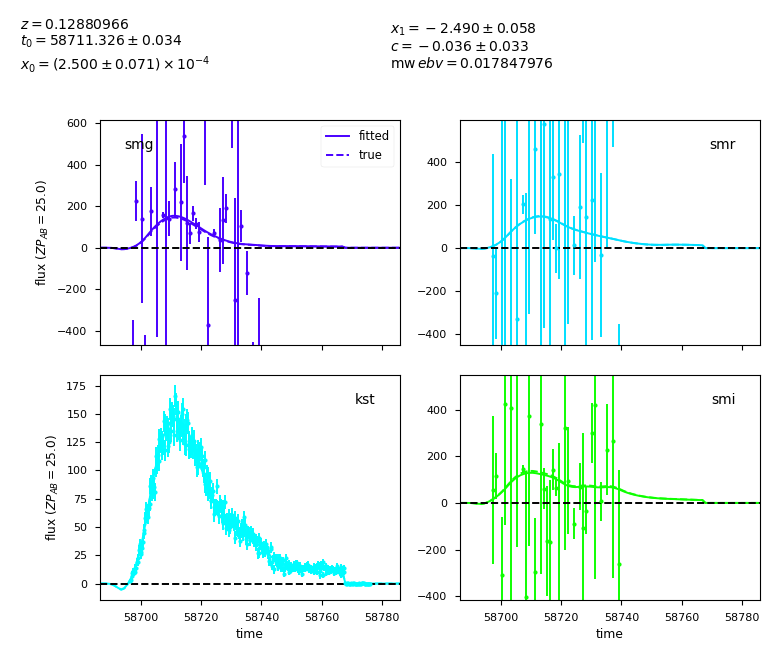 z = 0.12880966
t₀ = 58711.326 ± 0.034
x₀ = (2.500 ± 0.071) × 10⁻⁴
x₁ = −2.490 ± 0.058
c = −0.036 ± 0.033
mw ebv = 0.017847976
smg
fitted
true
600
400
200
0
−200
−400
flux (ZP_AB = 25.0)
smr
400
200
0
−200
−400
kst
175
150
125
100
75
50
25
0
flux (ZP_AB = 25.0)
58700 58720 58740 58760 58780
time
smi
400
200
0
−200
−400
58700 58720 58740 58760 58780
time